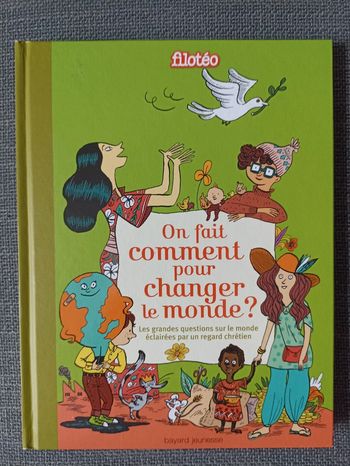 filotéo
On fait
comment
pour
changer
le monde ?
Les grandes questions sur le monde
éclairées par un regard chrétien
bayard jeunesse